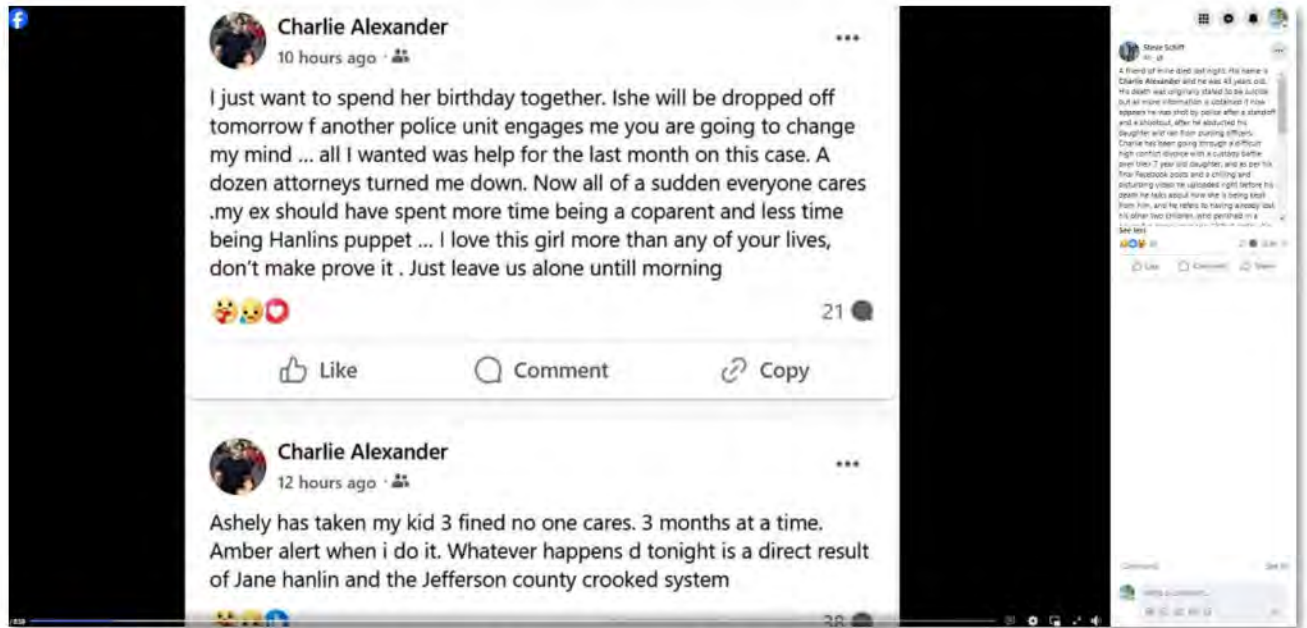 Charlie Alexander
10 hours ago
I just want to spend her birthday together. Ishe will be dropped off
tomorrow f another police unit engages me you are going to change
my mind ... all I wanted was help for the last month on this case. A
dozen attorneys turned me down. Now all of a sudden everyone cares
.my ex should have spent more time being a coparent and less time
being Hanlins puppet ... I love this girl more than any of your lives,
don't make prove it . Just leave us alone untill morning
21
Like Comment Copy
Charlie Alexander
12 hours ago
Ashely has taken my kid 3 fined no one cares. 3 months at a time.
Amber alert when i do it. Whatever happens d tonight is a direct result
of Jane hanlin and the Jefferson county crooked system
38
Steve Schiff
A friend of mine died last night. His name is
Charlie Alexander and he was 43 years old.
His death was originally stated to be suicide
but as more information is obtained it now
appears he was shot by police after a standoff
and a shootout, after he abducted his
daughter and ran from pursuing officers.
Charlie has been going through a difficult
high conflict divorce with a custody battle
over their 7 year old daughter, and as per his
final Facebook posts and a chilling and
disturbing video he uploaded right before his
death he talks about how she is being kept
from him, and he refers to having already lost
his other two children, who perished in a
See less
Like Comment Share